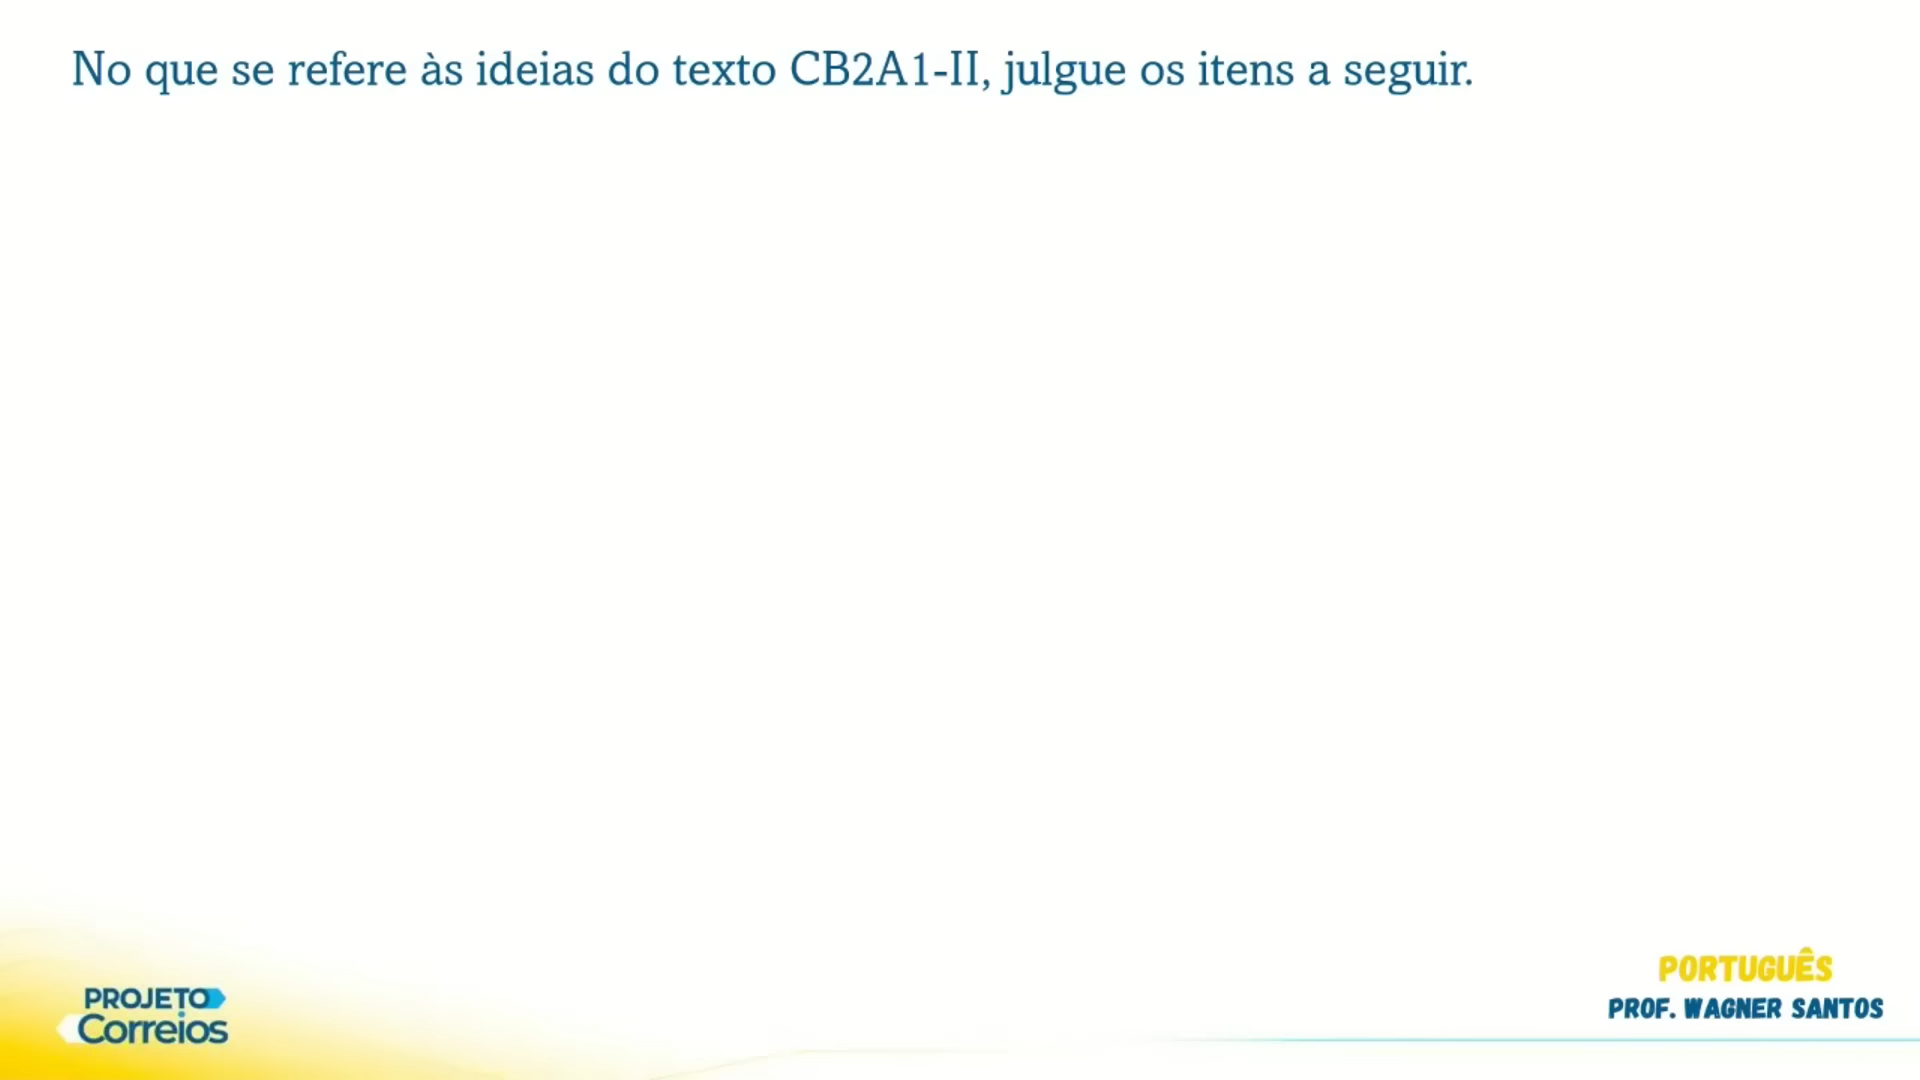 No que se refere às ideias do texto CB2A1-II, julgue os itens a seguir.
PROJETO
Correios
PORTUGUÊS
PROF. WAGNER SANTOS